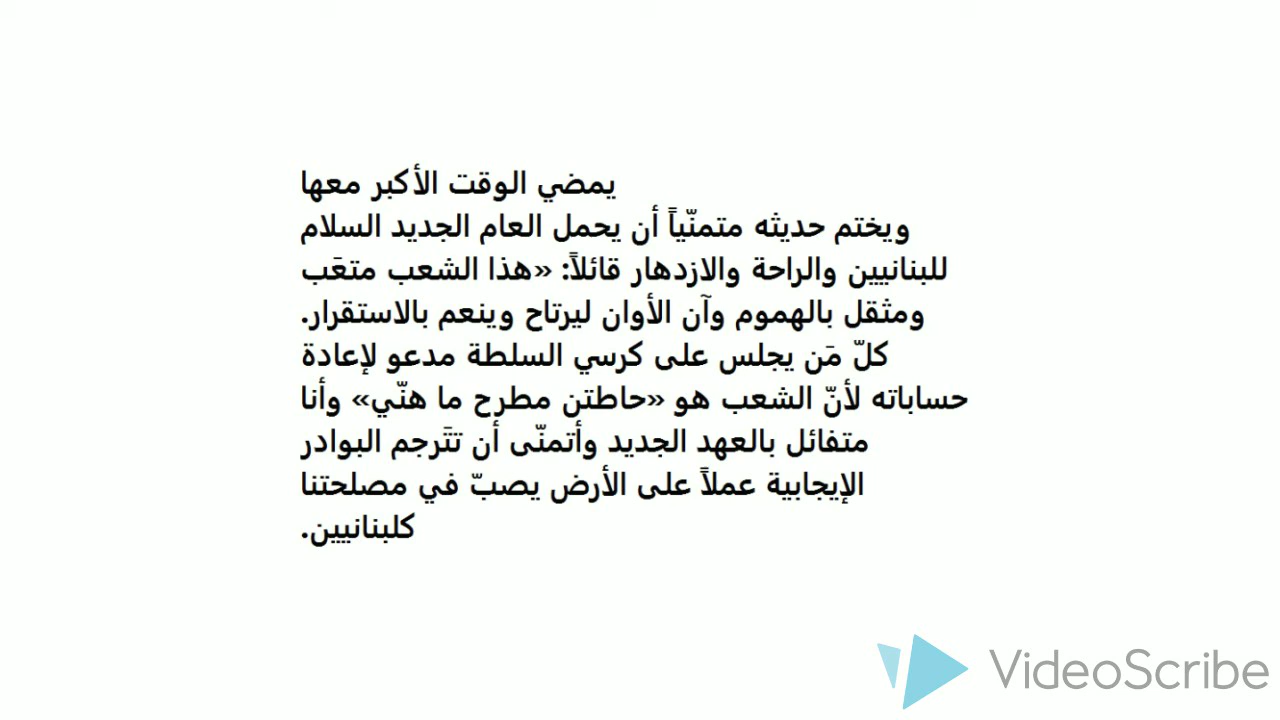 يمضي الوقت الأكبر معها
ويختم حديثه متمنّياً أن يحمل العام الجديد السلام
للبنانيين والراحة والازدهار قائلاً: «هذا الشعب متعَب
ومثقل بالهموم وآن الأوان ليرتاح وينعم بالاستقرار.
كلّ مَن يجلس على كرسي السلطة مدعو لإعادة
حساباته لأنّ الشعب هو «حاطتن مطرح ما هنّي» وأنا
متفائل بالعهد الجديد وأتمنّى أن تتَرجم البوادر
الإيجابية عملاً على الأرض يصبّ في مصلحتنا
كلبنانيين.
VideoScribe